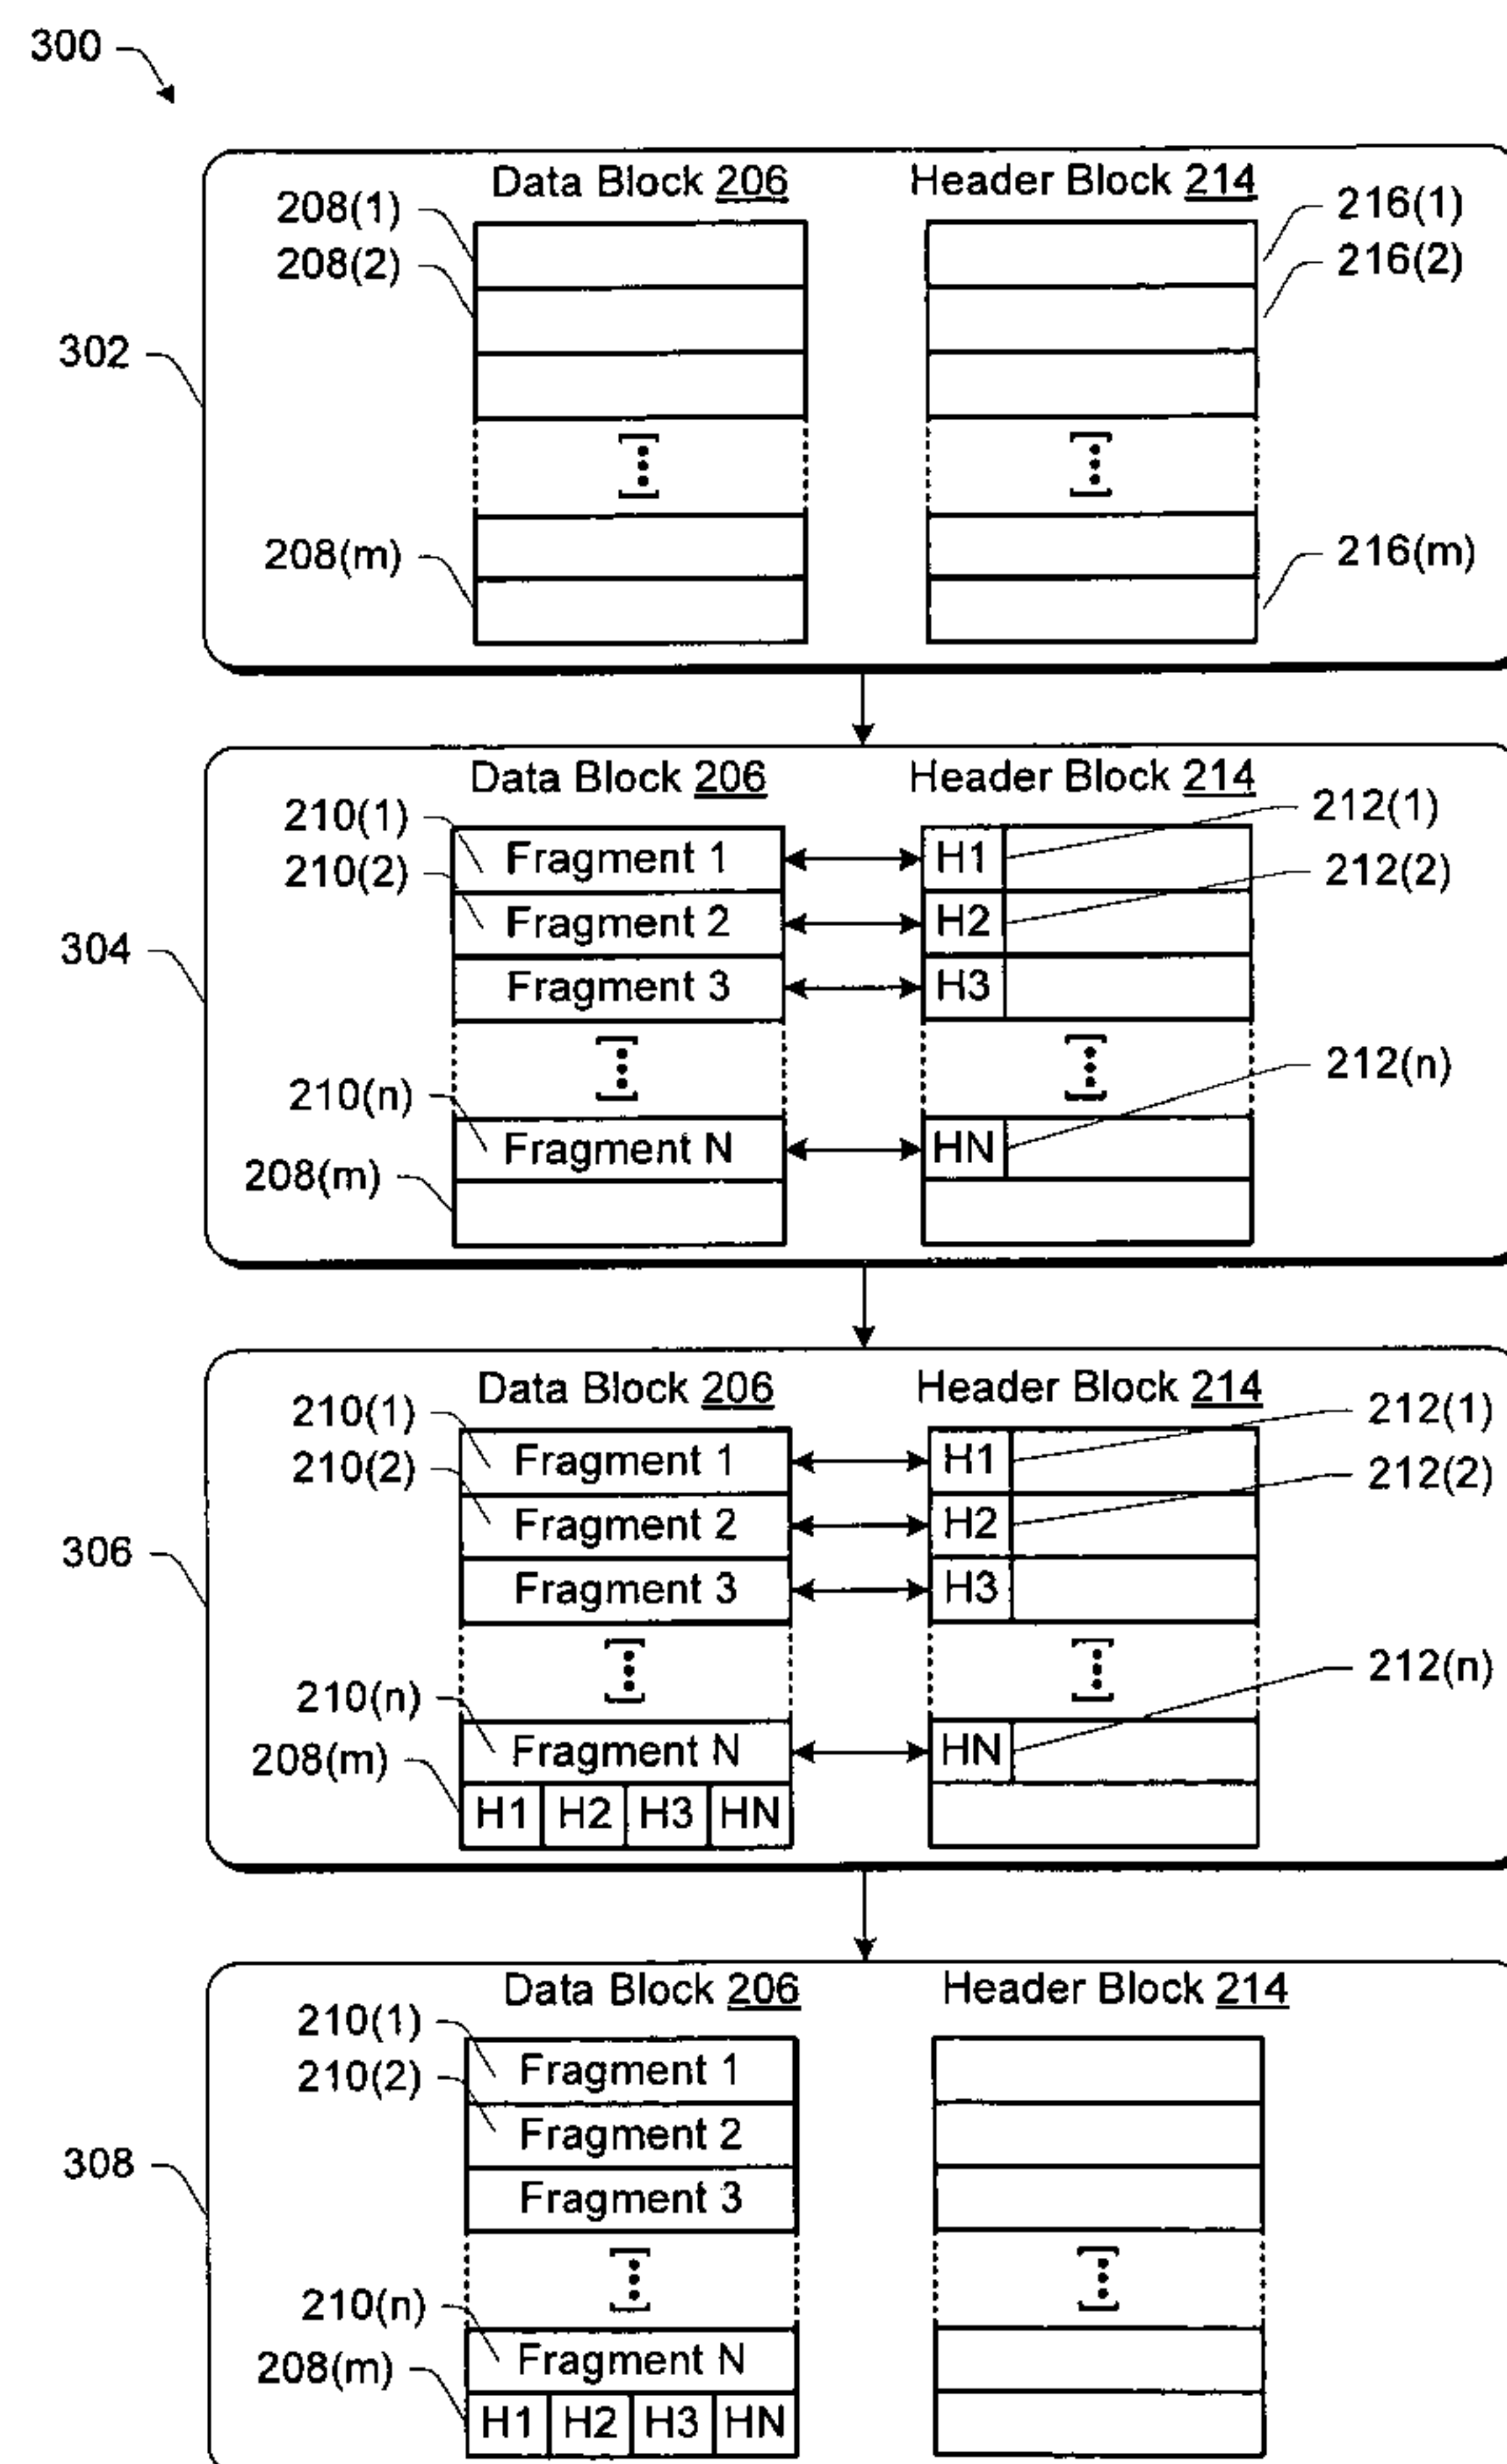 300
Data Block 206 Header Block 214
208(1) 216(1)
208(2) 216(2)
302
[...] [...]
208(m) 216(m)
Data Block 206 Header Block 214
210(1) 212(1)
Fragment 1 H1
210(2) 212(2)
Fragment 2 H2
304
Fragment 3 H3
[...] [...]
210(n) 212(n)
Fragment N HN
208(m)
Data Block 206 Header Block 214
210(1) 212(1)
Fragment 1 H1
210(2) 212(2)
Fragment 2 H2
306
Fragment 3 H3
[...] [...]
210(n) 212(n)
Fragment N HN
208(m)
H1 H2 H3 HN
Data Block 206 Header Block 214
210(1)
Fragment 1
210(2)
Fragment 2
308
Fragment 3
[...] [...]
210(n)
Fragment N
208(m)
H1 H2 H3 HN